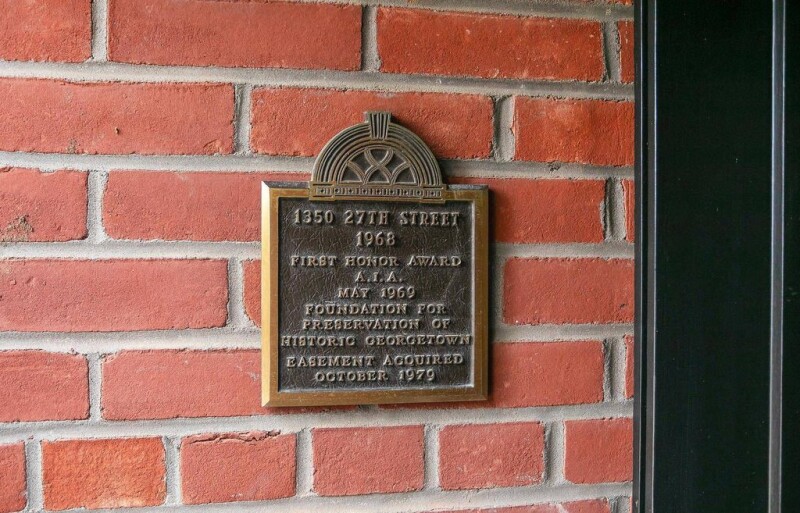 1350 27TH STREET
1968
FIRST HONOR AWARD
A.I.A.
MAY 1969
FOUNDATION FOR
PRESERVATION OF
HISTORIC GEORGETOWN
EASEMENT ACQUIRED
OCTOBER 1979